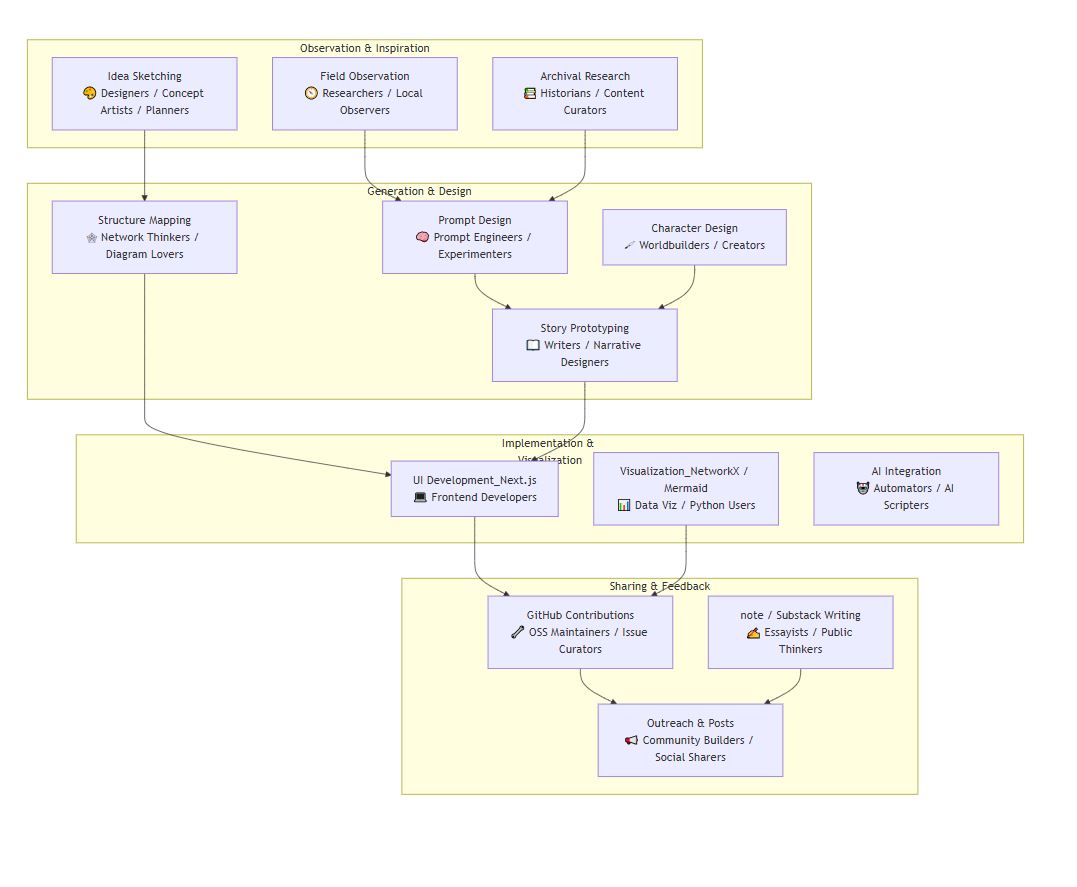 Observation & Inspiration
Idea Sketching
🎨 Designers / Concept
Artists / Planners
Field Observation
🧭 Researchers / Local
Observers
Archival Research
📚 Historians / Content
Curators
Generation & Design
Structure Mapping
🕸 Network Thinkers /
Diagram Lovers
Prompt Design
🧠 Prompt Engineers /
Experimenters
Character Design
🖋 Worldbuilders / Creators
Story Prototyping
📖 Writers / Narrative
Designers
Implementation &
Visualization
UI Development_Next.js
💻 Frontend Developers
Visualization_NetworkX /
Mermaid
📊 Data Viz / Python Users
AI Integration
🤖 Automators / AI
Scripters
Sharing & Feedback
GitHub Contributions
🔗 OSS Maintainers / Issue
Curators
note / Substack Writing
✍ Essayists / Public
Thinkers
Outreach & Posts
📢 Community Builders /
Social Sharers